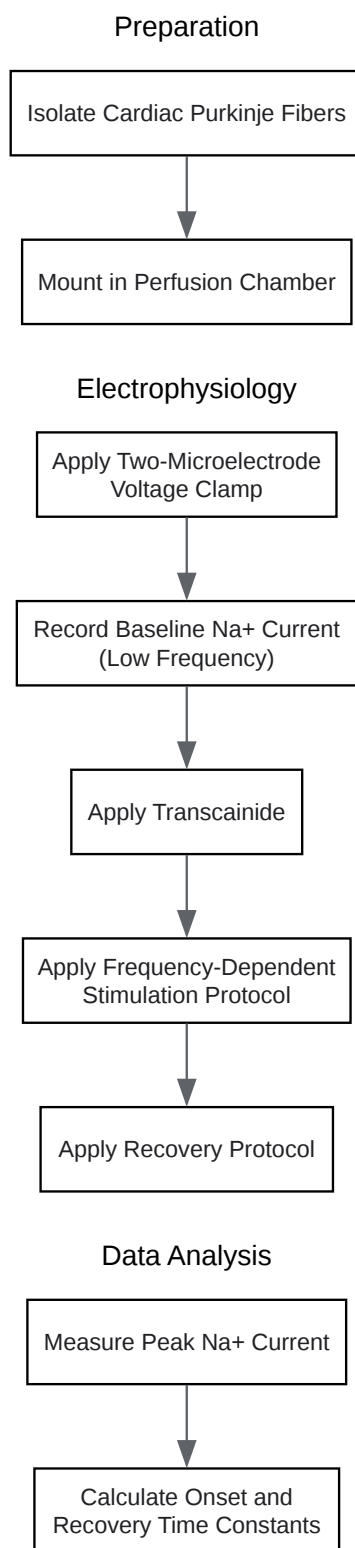 Preparation
Isolate Cardiac Purkinje Fibers
Mount in Perfusion Chamber
Electrophysiology
Apply Two-Microelectrode
Voltage Clamp
Record Baseline Na+ Current
(Low Frequency)
Apply Transcainide
Apply Frequency-Dependent
Stimulation Protocol
Apply Recovery Protocol
Data Analysis
Measure Peak Na+ Current
Calculate Onset and
Recovery Time Constants